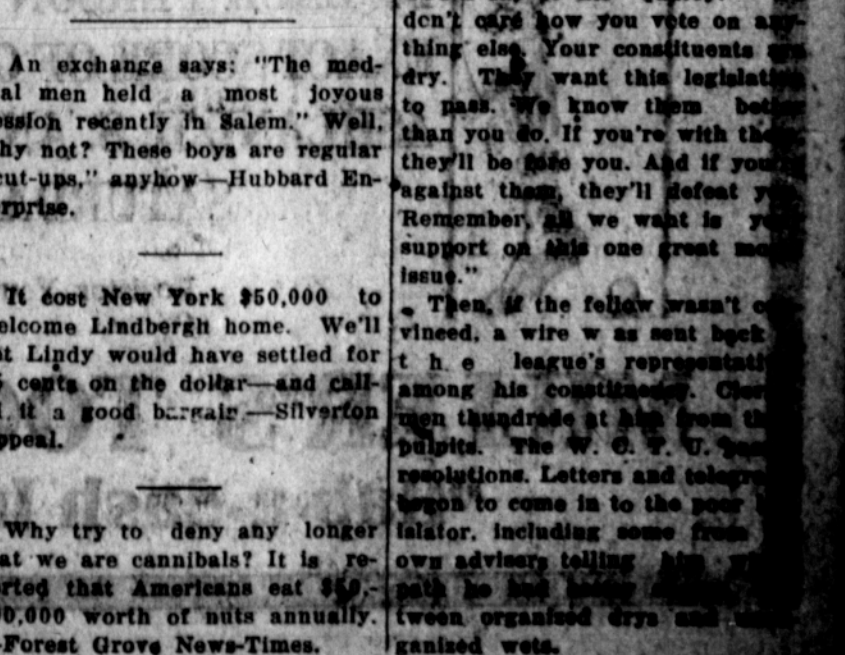 An exchange says: "The med-
al men held a most joyous
ssion recently in Salem." Well,
hy not? These boys are regular
cut-ups," anyhow—Hubbard En-
rprise.
It cost New York $50,000 to
elcome Lindbergh home. We'll
t Lindy would have settled for
cents on the dollar—and call-
it a good bargain.—Silverton
ppeal.
Why try to deny any longer
at we are cannibals? It is re-
rted that Americans eat
0,000 worth of nuts annually.
-Forest Grove News-Times.
don't care how you vote on any-
thing else. Your constituents are
dry. They want this legislation
to pass. We know them better
than you do. If you're with them,
they'll be for you. And if you're
against them, they'll defeat you.
Remember, all we want is your
support on this one great
issue."
Then, if the fellow wasn't con-
vinced, a wire w as sent back
t h e league's
among his constituency.
men thundrede at him from the
pulpits. The W. C. T. U.
resolutions. Letters and
began to come in to the poor
islator, including some from
own advisers telling him
path he had
tween organised drys and
ganized wets.